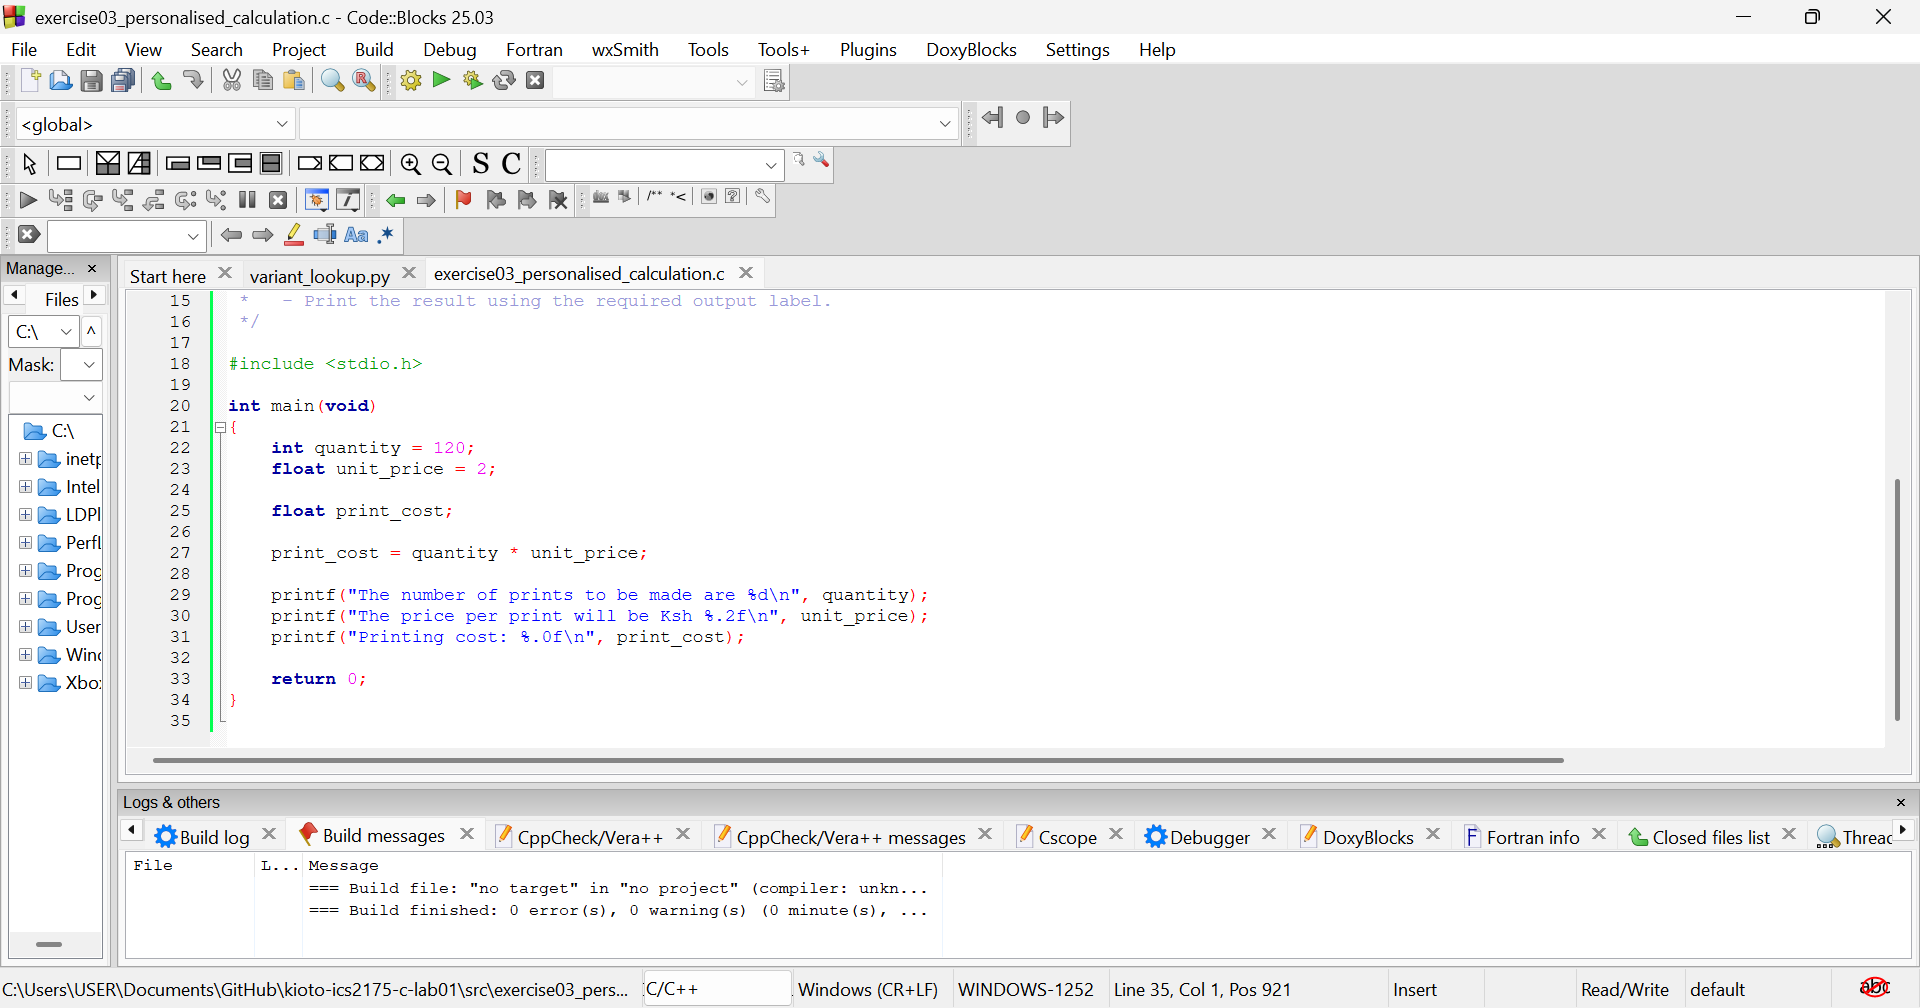 exercise03_personalised_calculation.c - Code::Blocks 25.03
File Edit View Search Project Build Debug Fortran wxSmith Tools Tools+ Plugins DoxyBlocks Settings Help
<global>
S C
/** *<
Aa .*
Manage...
Files
C:\
Mask:
C:\
inetp
Intel
LDPl
Perfl
Prog
Prog
User
Wind
Xbox
Start here variant_lookup.py exercise03_personalised_calculation.c
15 * - Print the result using the required output label.
16 */
17
18 #include <stdio.h>
19
20 int main(void)
21 {
22 int quantity = 120;
23 float unit_price = 2;
24
25 float print_cost;
26
27 print_cost = quantity * unit_price;
28
29 printf("The number of prints to be made are %d\n", quantity);
30 printf("The price per print will be Ksh %.2f\n", unit_price);
31 printf("Printing cost: %.0f\n", print_cost);
32
33 return 0;
34 }
35
Logs & others
Build log Build messages CppCheck/Vera++ CppCheck/Vera++ messages Cscope Debugger DoxyBlocks Fortran info Closed files list Threa
File L... Message
=== Build file: "no target" in "no project" (compiler: unkn...
=== Build finished: 0 error(s), 0 warning(s) (0 minute(s), ...
C:\Users\USER\Documents\GitHub\kioto-ics2175-c-lab01\src\exercise03_pers... C/C++ Windows (CR+LF) WINDOWS-1252 Line 35, Col 1, Pos 921 Insert Read/Write default abc